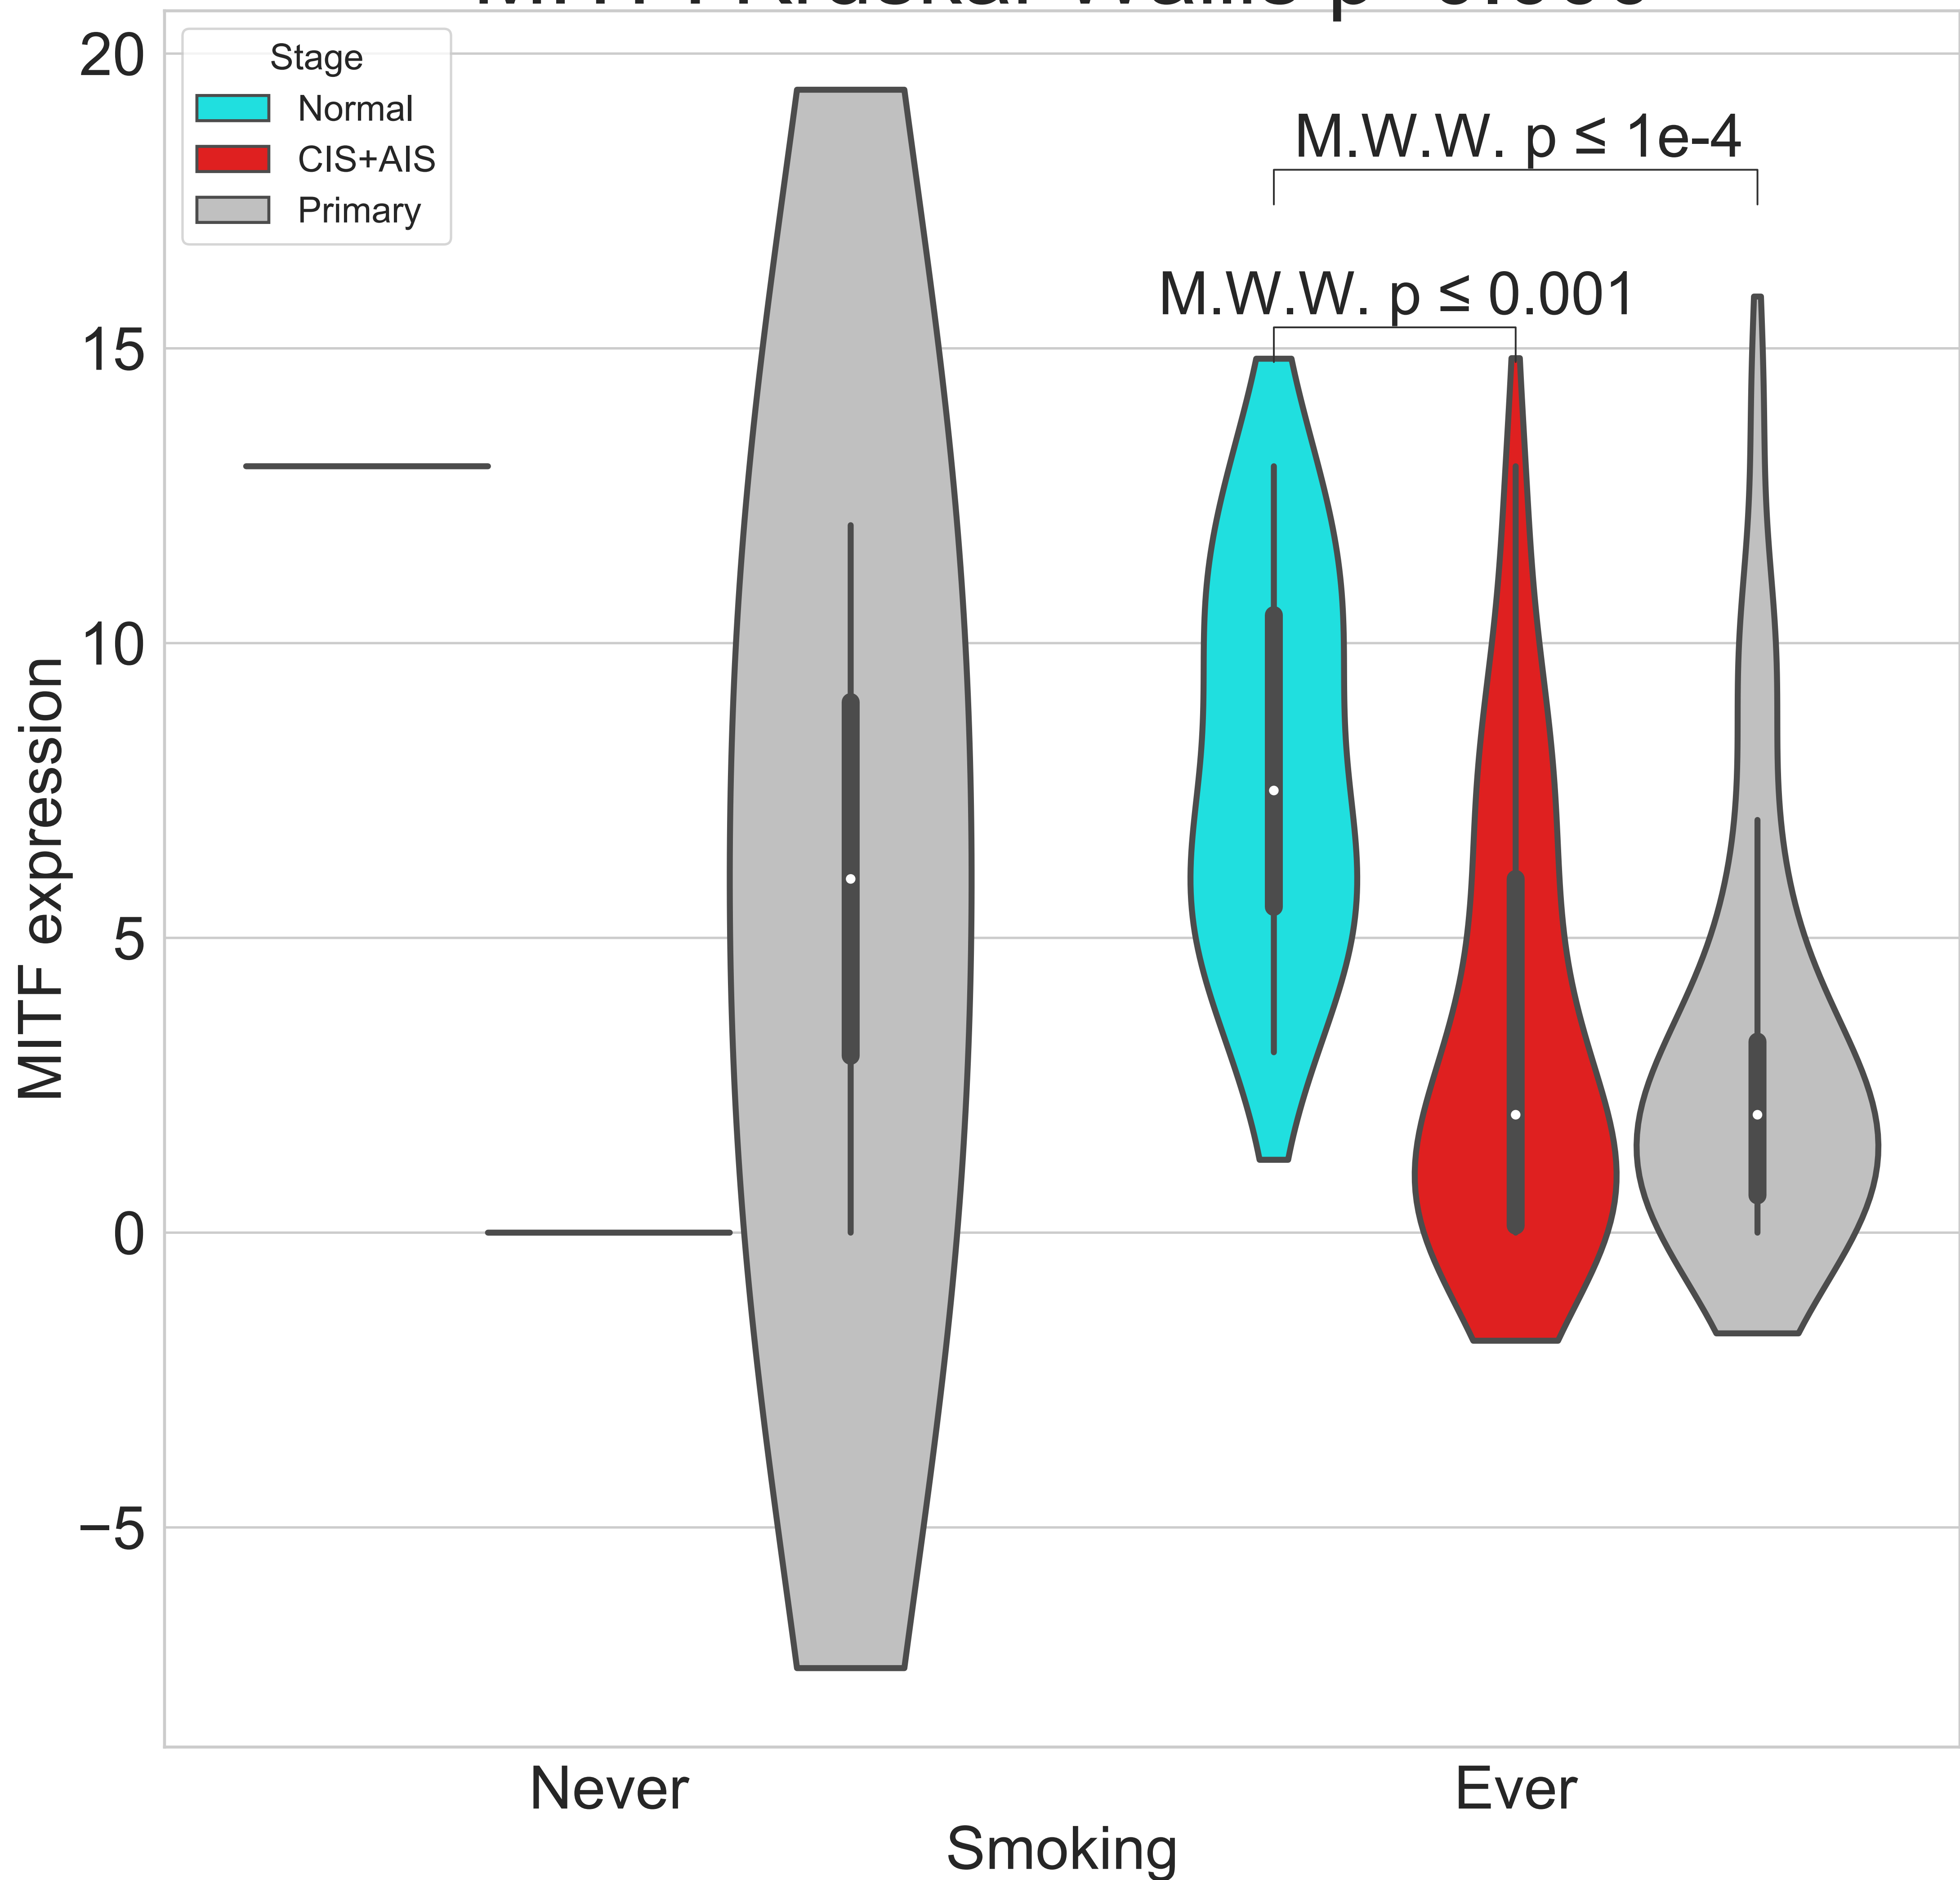 20
15
10
5
0
−5
Stage
Normal
CIS+AIS
Primary
M.W.W. p ≤ 1e-4
M.W.W. p ≤ 0.001
MITF expression
Never
Ever
Smoking